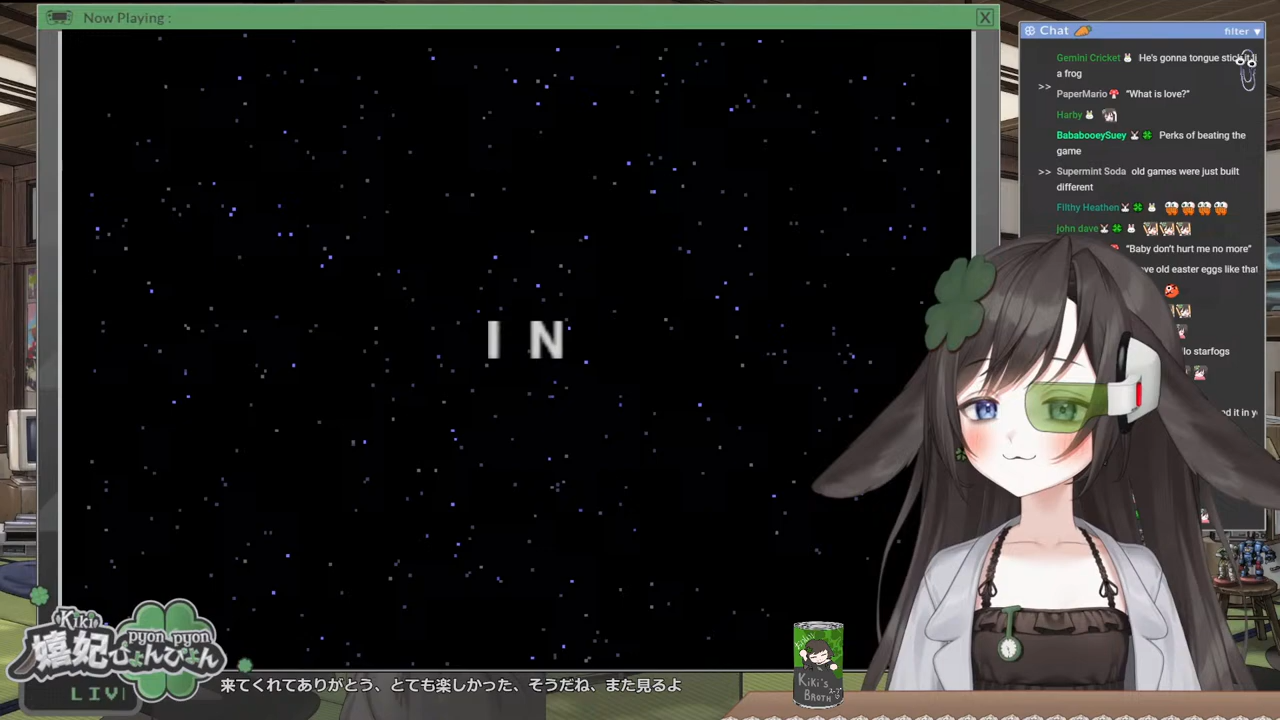 Now Playing :
X
Chat
filter ▼
Gemini Cricket He's gonna tongue stick it
a frog
>> PaperMario "What is love?"
Harby
BababooeySuey Perks of beating the
game
>> Supermint Soda old games were just built
different
Filthy Heathen
john dave
"Baby don't hurt me no more"
old easter eggs like that
starfogs
IN
Kiki
嬉妃ぴょんぴょん
pyon pyon
LIV
来てくれてありがとう、とても楽しかった、そうだね、また見るよ
KiKi's
BROTH